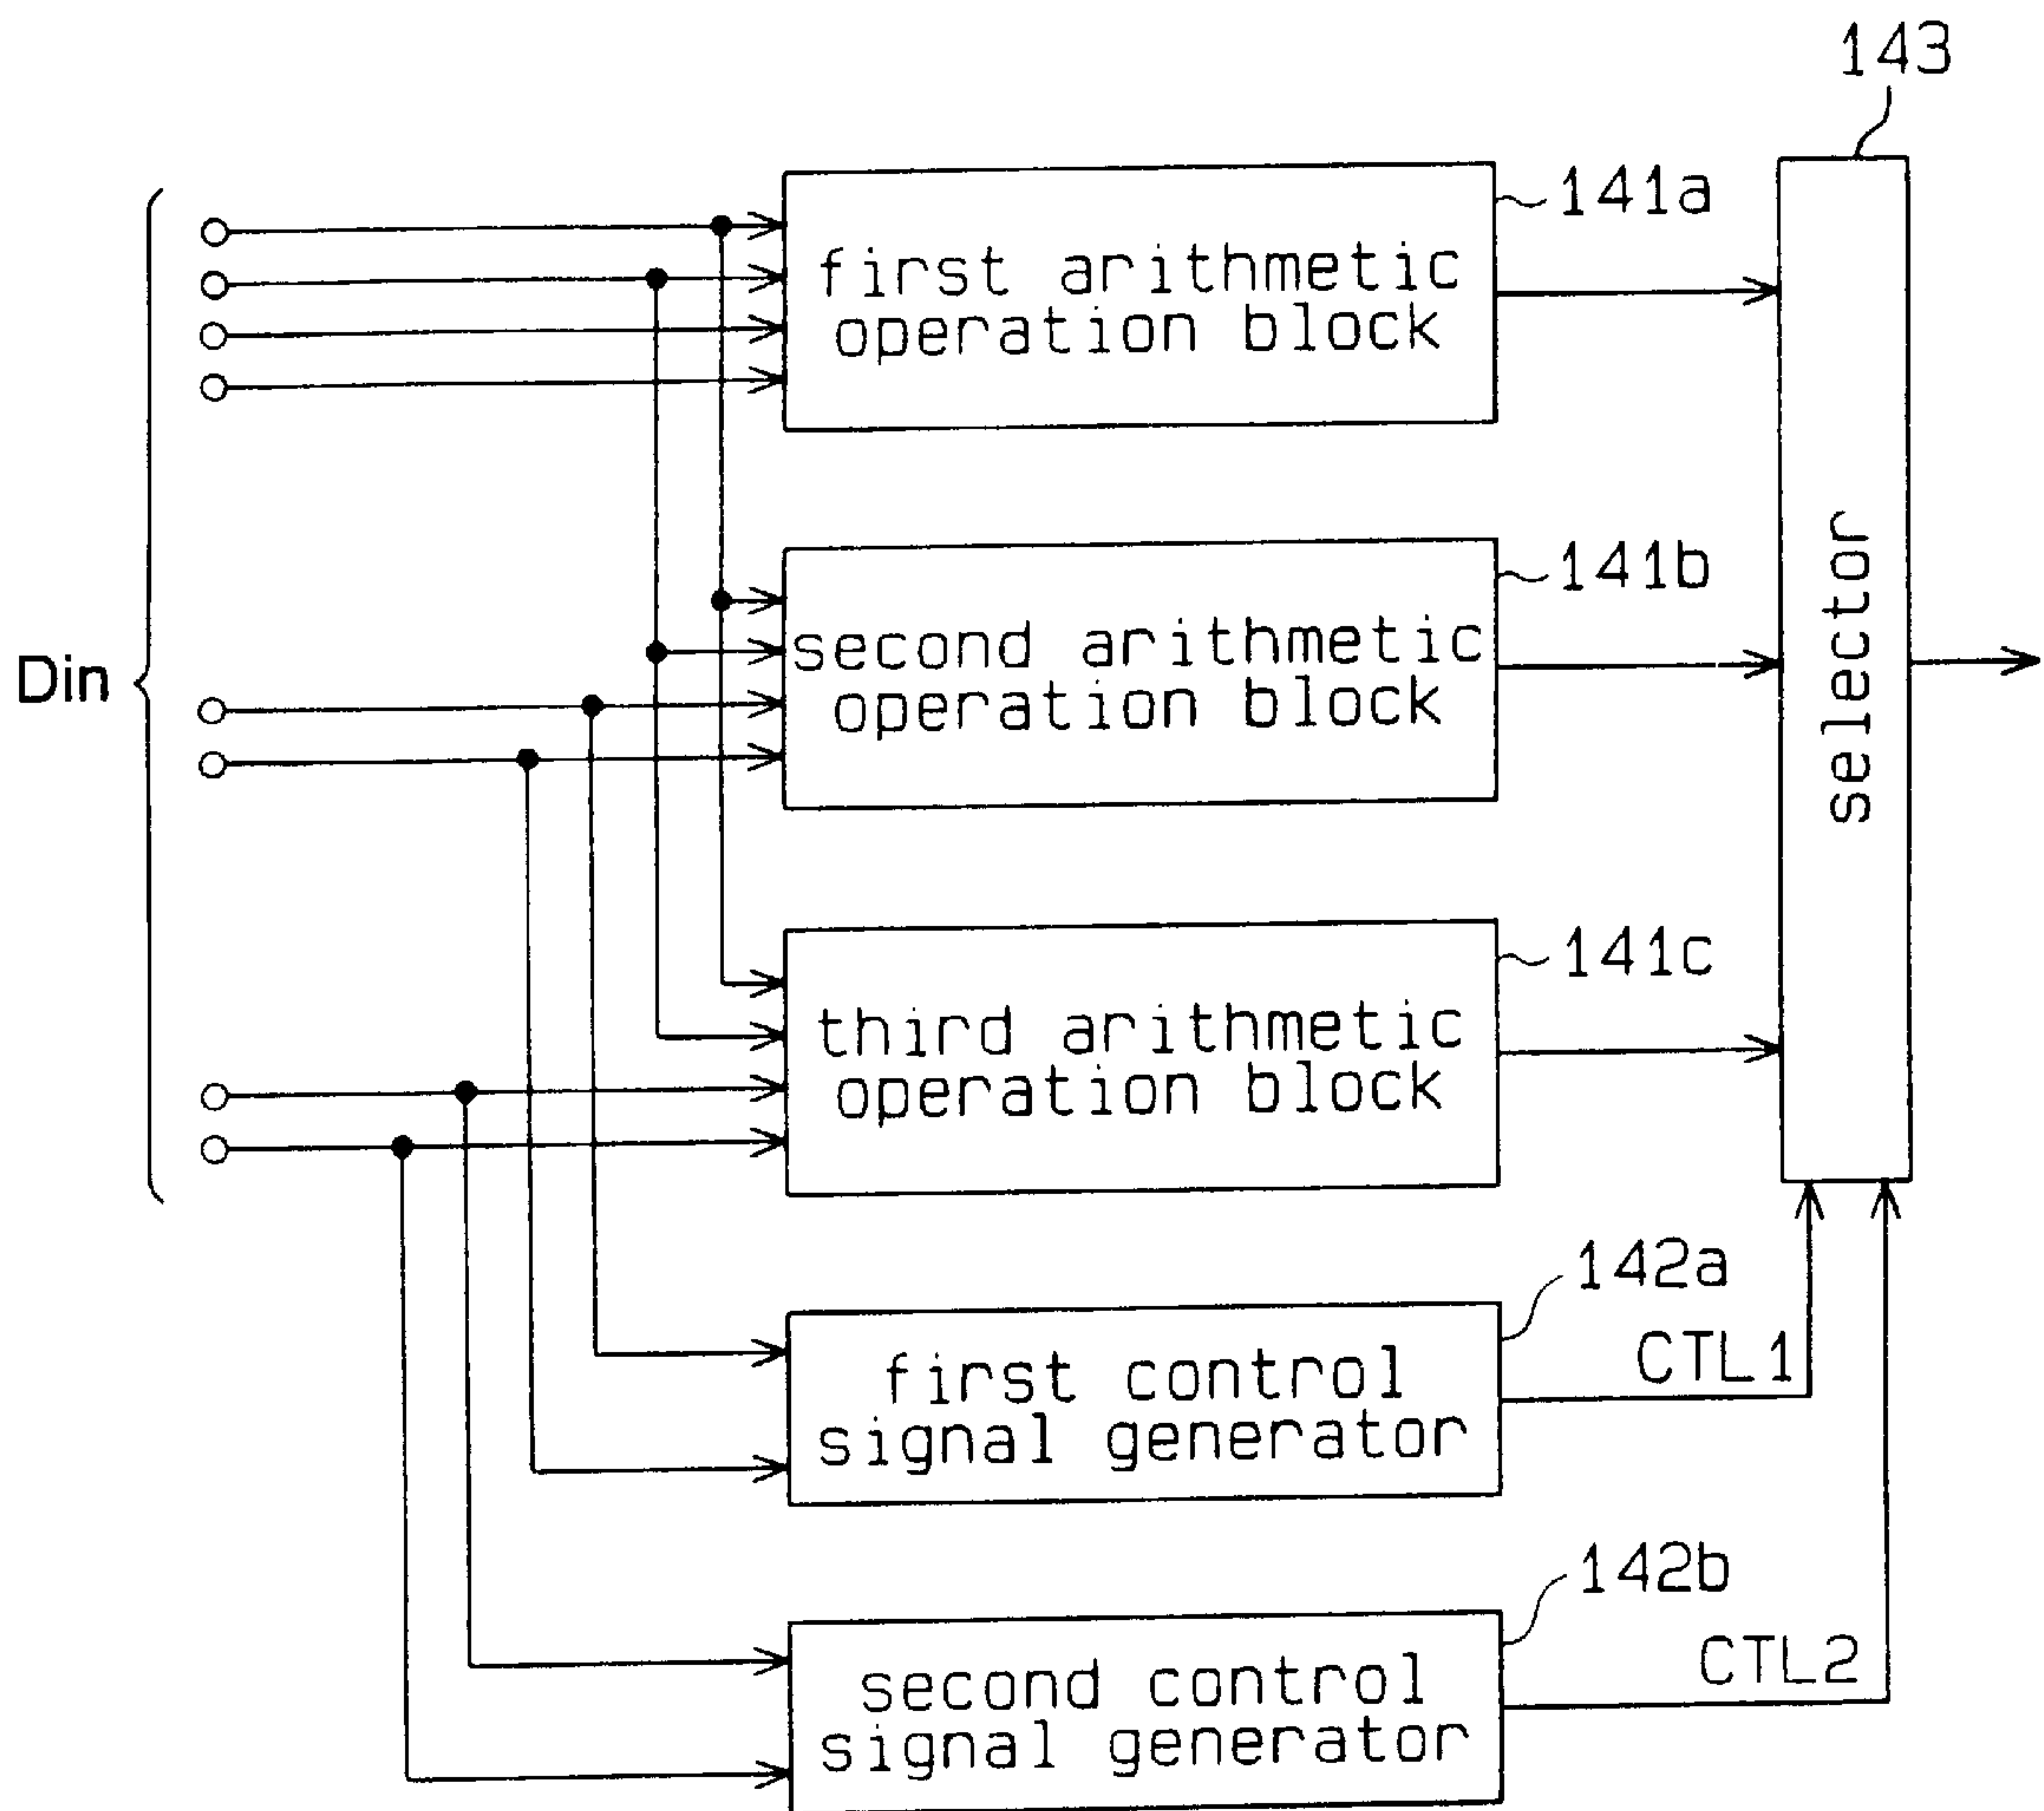 143
141a
first arithmetic
operation block
141b
second arithmetic
operation block
selector
Din
141c
third arithmetic
operation block
142a
CTL1
first control
signal generator
142b
CTL2
second control
signal generator